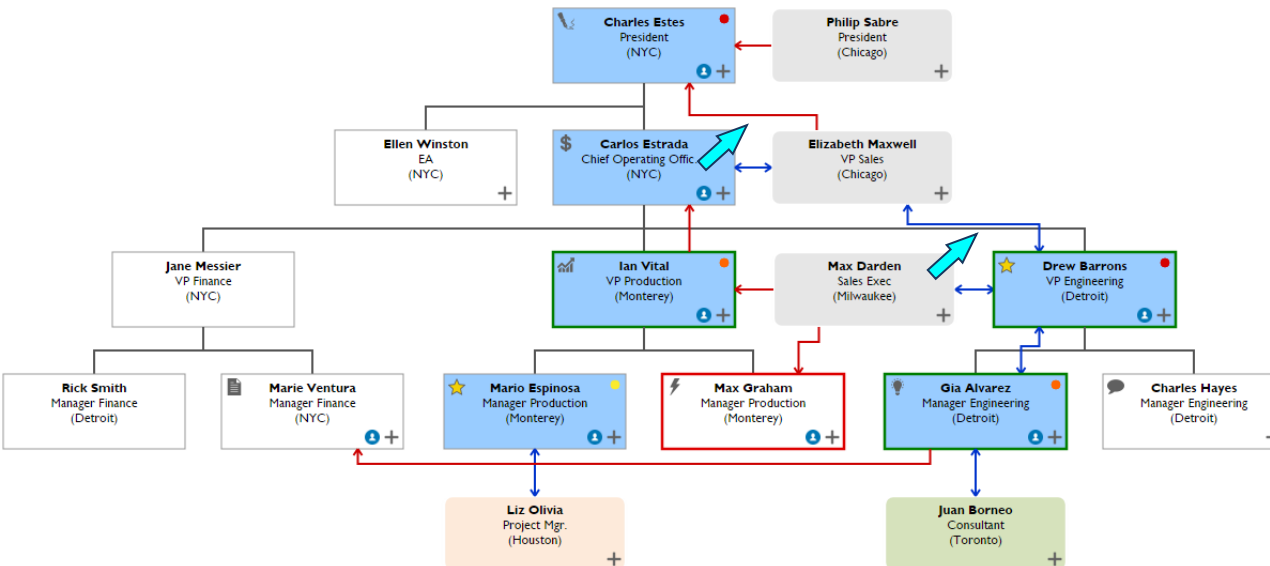 Charles Estes
President
(NYC)
Philip Sabre
President
(Chicago)
Ellen Winston
EA
(NYC)
$
Carlos Estrada
Chief Operating Offic..
(NYC)
Elizabeth Maxwell
VP Sales
(Chicago)
Jane Messier
VP Finance
(NYC)
Ian Vital
VP Production
(Monterey)
Max Darden
Sales Exec
(Milwaukee)
Drew Barrons
VP Engineering
(Detroit)
Rick Smith
Manager Finance
(Detroit)
Marie Ventura
Manager Finance
(NYC)
Mario Espinosa
Manager Production
(Monterey)
Max Graham
Manager Production
(Monterey)
Gia Alvarez
Manager Engineering
(Detroit)
Charles Hayes
Manager Engineering
(Detroit)
Liz Olivia
Project Mgr.
(Houston)
Juan Borneo
Consultant
(Toronto)